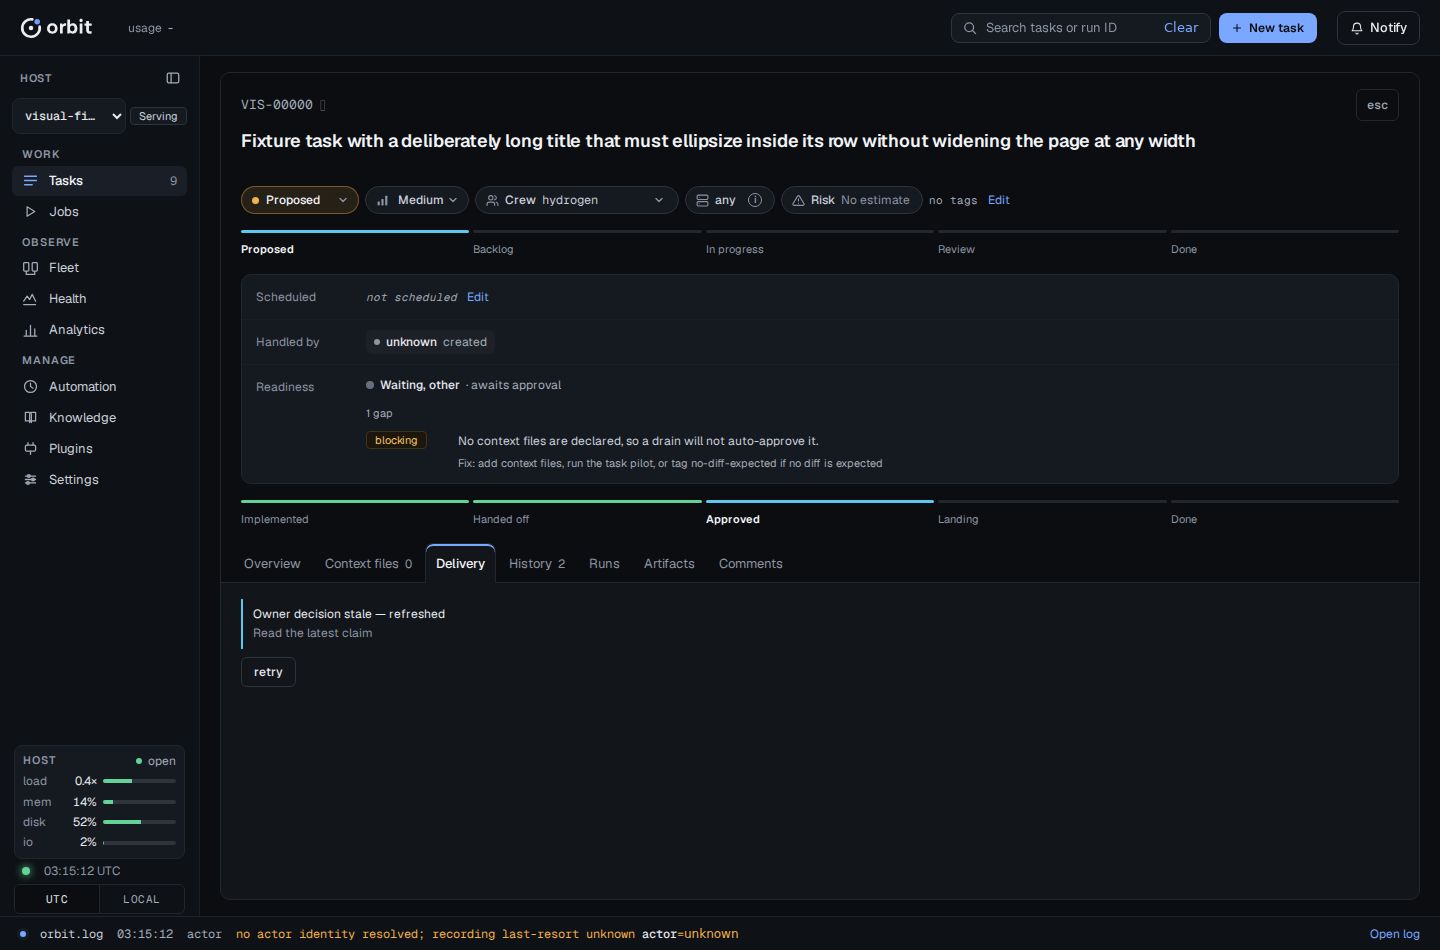 orbit
usage -
Search tasks or run ID
Clear
+ New task
Notify
HOST
visual-fi…
Serving
WORK
Tasks 9
Jobs
OBSERVE
Fleet
Health
Analytics
MANAGE
Automation
Knowledge
Plugins
Settings
HOST open
load 0.4×
mem 14%
disk 52%
io 2%
03:15:12 UTC
UTC LOCAL
VIS-00000
esc
Fixture task with a deliberately long title that must ellipsize inside its row without widening the page at any width
Proposed Medium Crew hydrogen any Risk No estimate no tags Edit
Proposed Backlog In progress Review Done
Scheduled not scheduled Edit
Handled by unknown created
Readiness Waiting, other · awaits approval
1 gap
blocking No context files are declared, so a drain will not auto-approve it.
Fix: add context files, run the task pilot, or tag no-diff-expected if no diff is expected
Implemented Handed off Approved Landing Done
Overview Context files 0 Delivery History 2 Runs Artifacts Comments
Owner decision stale — refreshed
Read the latest claim
retry
orbit.log 03:15:12 actor no actor identity resolved; recording last-resort unknown actor=unknown
Open log